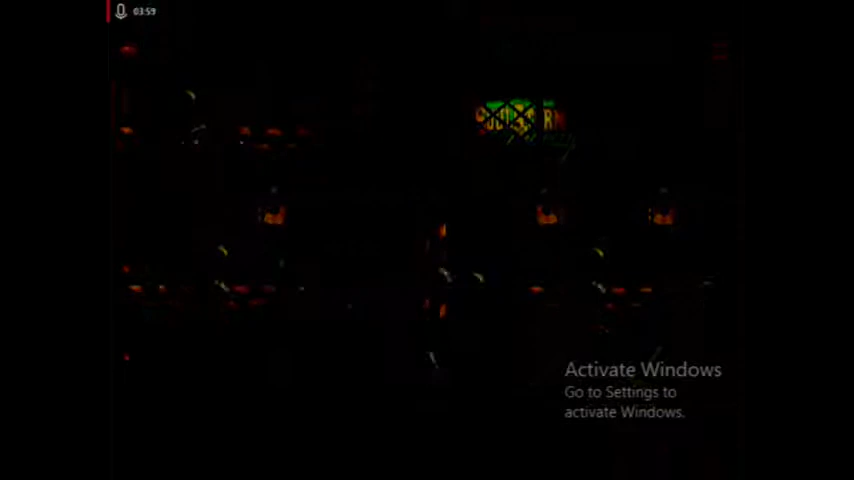 03:59
Activate Windows
Go to Settings to
activate Windows.